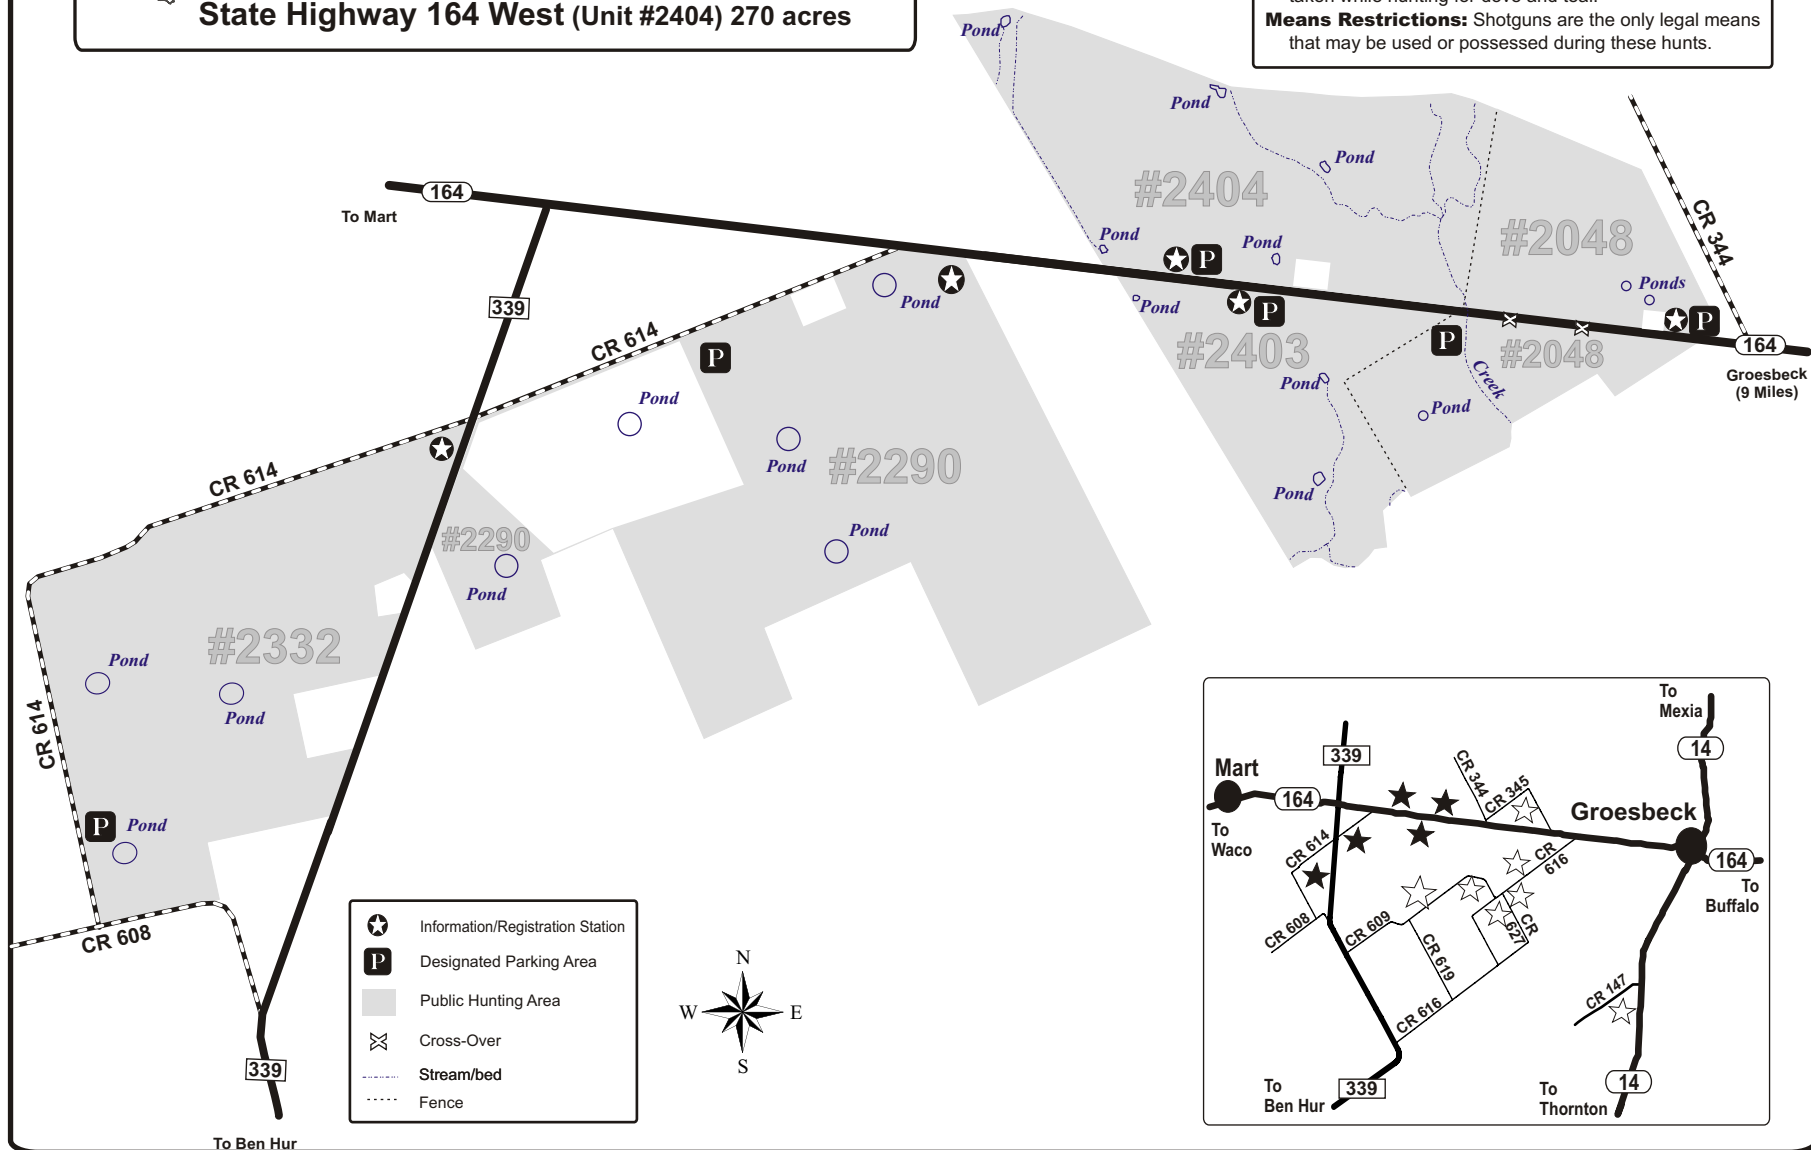 State Highway 164 West (Unit #2404) 270 acres
Means Restrictions: Shotguns are the only legal means
that may be used or possessed during these hunts.
Pond
Pond
Pond
#2404
164
To Mart
CR 344
Pond
Pond
#2048
P
Pond
Ponds
339
Pond
P
P
CR 614
#2403
P
#2048
164
P
Groesbeck
(9 Miles)
Pond
Creek
Pond
Pond
Pond
#2290
CR 614
Pond
Pond
#2290
Pond
#2332
Pond
Pond
CR 614
P
Pond
CR 608
Information/Registration Station
P
Designated Parking Area
Public Hunting Area
Cross-Over
Stream/bed
Fence
339
To Ben Hur
N
W
E
S
To
Mexia
14
339
Mart
164
CR 344
CR 345
Groesbeck
To
Waco
CR 614
CR
616
164
To
Buffalo
CR 608
CR 609
CR 619
CR
627
CR 147
CR 616
To
Ben Hur
339
To
Thornton
14